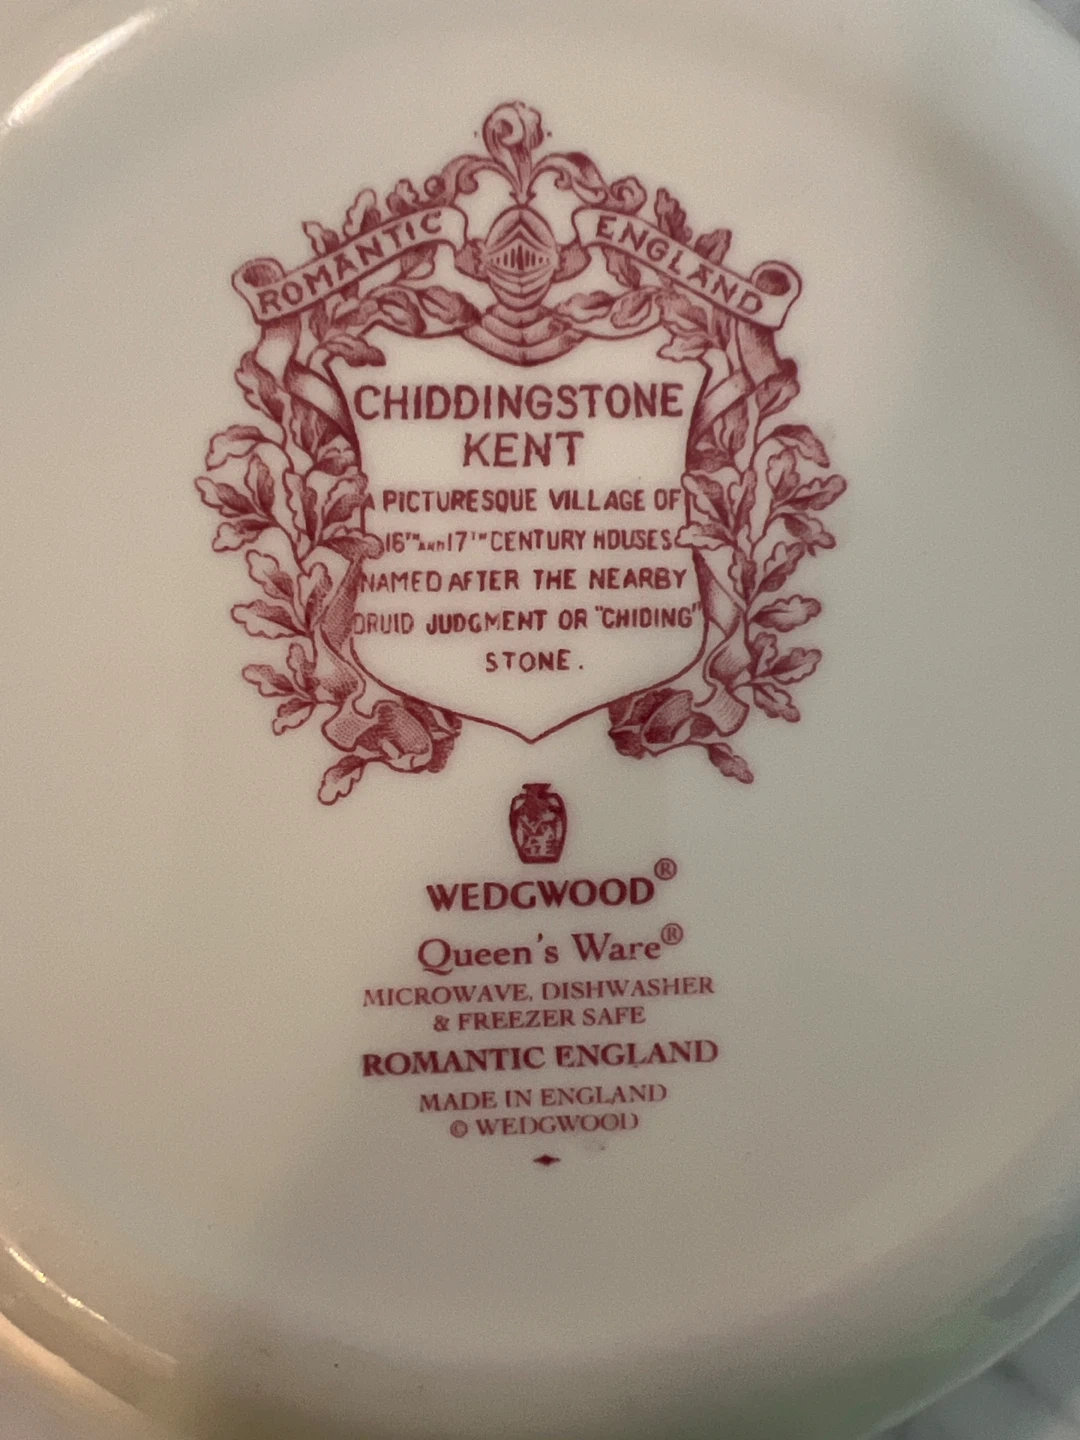 ROMANTIC ENGLAND
CHIDDINGSTONE
KENT
A PICTURESQUE VILLAGE OF
16TH AND 17TH CENTURY HOUSES
NAMED AFTER THE NEARBY
DRUID JUDGMENT OR "CHIDING"
STONE.
WEDGWOOD®
Queen's Ware®
MICROWAVE, DISHWASHER
& FREEZER SAFE
ROMANTIC ENGLAND
MADE IN ENGLAND
© WEDGWOOD